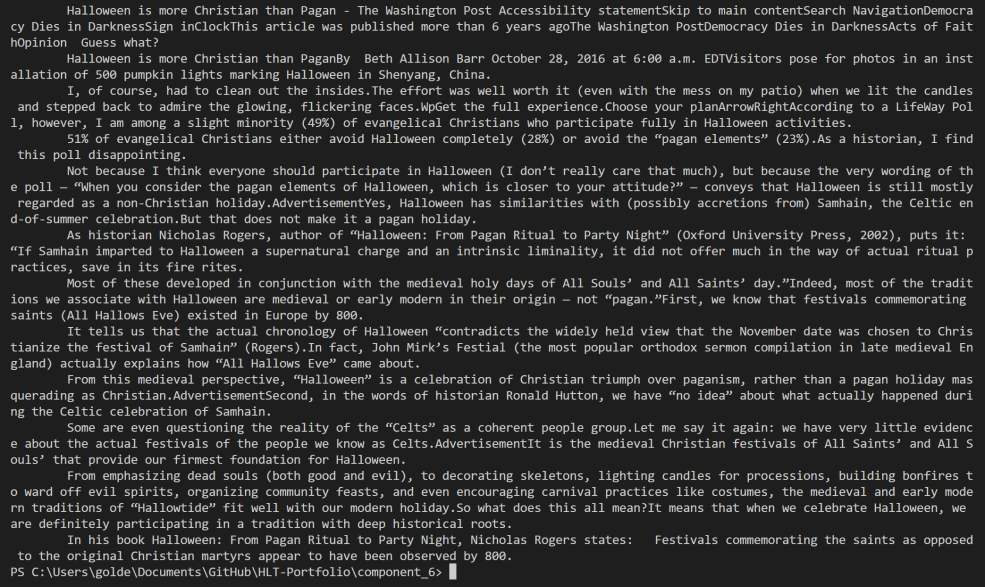 Halloween is more Christian than Pagan - The Washington Post Accessibility statementSkip to main contentSearch NavigationDemocra
cy Dies in DarknessSign inClockThis article was published more than 6 years agoThe Washington PostDemocracy Dies in DarknessActs of Fait
hOpinion  Guess what?
Halloween is more Christian than PaganBy  Beth Allison Barr October 28, 2016 at 6:00 a.m. EDTVisitors pose for photos in an inst
allation of 500 pumpkin lights marking Halloween in Shenyang, China.
I, of course, had to clean out the insides.The effort was well worth it (even with the mess on my patio) when we lit the candles
and stepped back to admire the glowing, flickering faces.WpGet the full experience.Choose your planArrowRightAccording to a LifeWay Pol
l, however, I am among a slight minority (49%) of evangelical Christians who participate fully in Halloween activities.
51% of evangelical Christians either avoid Halloween completely (28%) or avoid the “pagan elements” (23%).As a historian, I find
this poll disappointing.
Not because I think everyone should participate in Halloween (I don’t really care that much), but because the very wording of th
e poll — “When you consider the pagan elements of Halloween, which is closer to your attitude?” — conveys that Halloween is still mostly
regarded as a non-Christian holiday.AdvertisementYes, Halloween has similarities with (possibly accretions from) Samhain, the Celtic en
d-of-summer celebration.But that does not make it a pagan holiday.
As historian Nicholas Rogers, author of “Halloween: From Pagan Ritual to Party Night” (Oxford University Press, 2002), puts it:
“If Samhain imparted to Halloween a supernatural charge and an intrinsic liminality, it did not offer much in the way of actual ritual p
ractices, save in its fire rites.
Most of these developed in conjunction with the medieval holy days of All Souls’ and All Saints’ day.”Indeed, most of the tradit
ions we associate with Halloween are medieval or early modern in their origin — not “pagan.”First, we know that festivals commemorating
saints (All Hallows Eve) existed in Europe by 800.
It tells us that the actual chronology of Halloween “contradicts the widely held view that the November date was chosen to Chris
tianize the festival of Samhain” (Rogers).In fact, John Mirk’s Festial (the most popular orthodox sermon compilation in late medieval En
gland) actually explains how “All Hallows Eve” came about.
From this medieval perspective, “Halloween” is a celebration of Christian triumph over paganism, rather than a pagan holiday mas
querading as Christian.AdvertisementSecond, in the words of historian Ronald Hutton, we have “no idea” about what actually happened duri
ng the Celtic celebration of Samhain.
Some are even questioning the reality of the “Celts” as a coherent people group.Let me say it again: we have very little evidenc
e about the actual festivals of the people we know as Celts.AdvertisementIt is the medieval Christian festivals of All Saints’ and All S
ouls’ that provide our firmest foundation for Halloween.
From emphasizing dead souls (both good and evil), to decorating skeletons, lighting candles for processions, building bonfires t
o ward off evil spirits, organizing community feasts, and even encouraging carnival practices like costumes, the medieval and early mode
rn traditions of “Hallowtide” fit well with our modern holiday.So what does this all mean?It means that when we celebrate Halloween, we
are definitely participating in a tradition with deep historical roots.
In his book Halloween: From Pagan Ritual to Party Night, Nicholas Rogers states:   Festivals commemorating the saints as opposed
to the original Christian martyrs appear to have been observed by 800.
PS C:\Users\golde\Documents\GitHub\HLT-Portfolio\component_6>